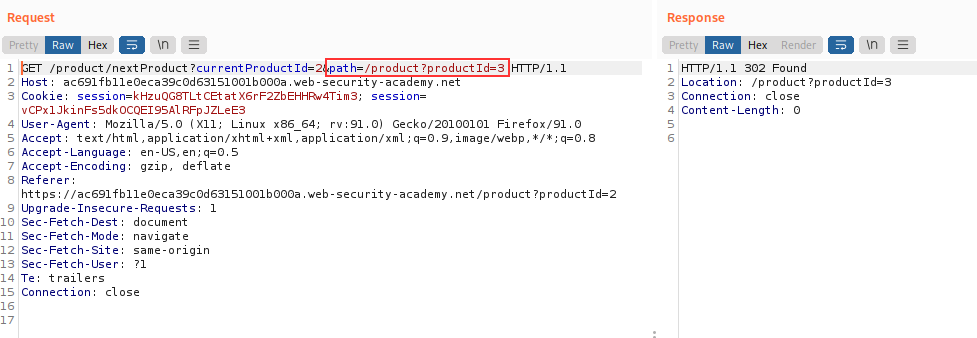 Request
Pretty Raw Hex \n
1 GET /product/nextProduct?currentProductId=2&path=/product?productId=3 HTTP/1.1
2 Host: ac691fb11e0eca39c0d63151001b000a.web-security-academy.net
3 Cookie: session=kHzuQG8TLtCEtatX6rF2ZbEHHRw4Tim3; session=
vCPx1JkinFs5dkOCQEI95AlRFpJZLeE3
4 User-Agent: Mozilla/5.0 (X11; Linux x86_64; rv:91.0) Gecko/20100101 Firefox/91.0
5 Accept: text/html,application/xhtml+xml,application/xml;q=0.9,image/webp,*/*;q=0.8
6 Accept-Language: en-US,en;q=0.5
7 Accept-Encoding: gzip, deflate
8 Referer:
https://ac691fb11e0eca39c0d63151001b000a.web-security-academy.net/product?productId=2
9 Upgrade-Insecure-Requests: 1
10 Sec-Fetch-Dest: document
11 Sec-Fetch-Mode: navigate
12 Sec-Fetch-Site: same-origin
13 Sec-Fetch-User: ?1
14 Te: trailers
15 Connection: close
16
17
Response
Pretty Raw Hex Render \n
1 HTTP/1.1 302 Found
2 Location: /product?productId=3
3 Connection: close
4 Content-Length: 0
5
6